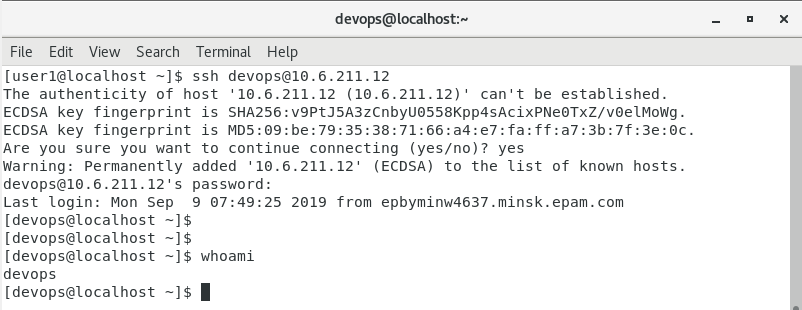 devops@localhost:~
File Edit View Search Terminal Help
[user1@localhost ~]$ ssh devops@10.6.211.12
The authenticity of host '10.6.211.12 (10.6.211.12)' can't be established.
ECDSA key fingerprint is SHA256:v9PtJ5A3zCnbyU0558Kpp4sAcixPNe0TxZ/v0elMoWg.
ECDSA key fingerprint is MD5:09:be:79:35:38:71:66:a4:e7:fa:ff:a7:3b:7f:3e:0c.
Are you sure you want to continue connecting (yes/no)? yes
Warning: Permanently added '10.6.211.12' (ECDSA) to the list of known hosts.
devops@10.6.211.12's password:
Last login: Mon Sep  9 07:49:25 2019 from epbyminw4637.minsk.epam.com
[devops@localhost ~]$
[devops@localhost ~]$
[devops@localhost ~]$ whoami
devops
[devops@localhost ~]$